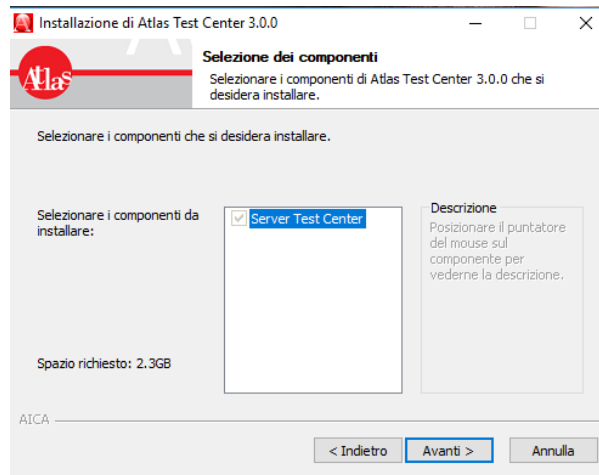 Installazione di Atlas Test Center 3.0.0
Selezione dei componenti
Selezionare i componenti di Atlas Test Center 3.0.0 che si
desidera installare.
Atlas
Selezionare i componenti che si desidera installare.
Selezionare i componenti da
installare:
Server Test Center
Descrizione
Posizionare il puntatore
del mouse sul
componente per
vederne la descrizione.
Spazio richiesto: 2.3GB
AICA
< Indietro
Avanti >
Annulla